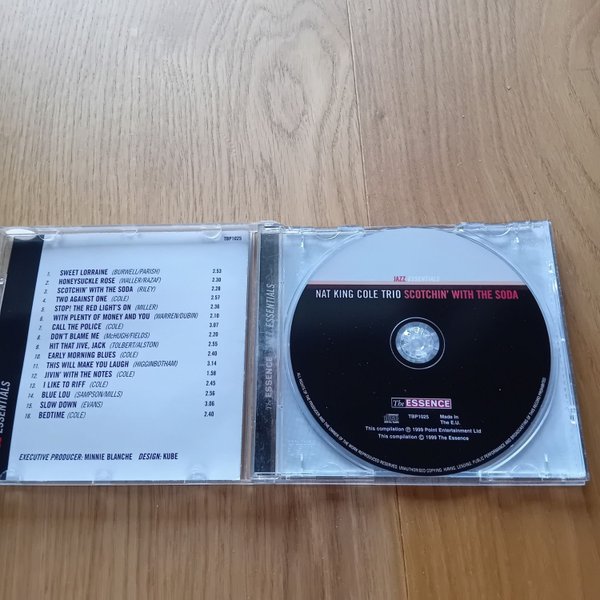 TBP1025
1. SWEET LORRAINE (BURWELL/PARISH) 2.53
2. HONEYSUCKLE ROSE (WALLER/RAZAF) 2.30
3. SCOTCHIN' WITH THE SODA (RILEY) 2.28
4. TWO AGAINST ONE (COLE) 2.57
5. STOP! THE RED LIGHT'S ON (MILLER) 2.36
6. WITH PLENTY OF MONEY AND YOU (WARREN/DUBIN) 2.10
7. CALL THE POLICE (COLE) 3.07
8. DON'T BLAME ME (McHUGH/FIELDS) 2.20
9. HIT THAT JIVE, JACK (TOLBERT/ALSTON) 2.55
10. EARLY MORNING BLUES (COLE) 2.40
11. THIS WILL MAKE YOU LAUGH (HIGGINBOTHAM) 3.14
12. JIVIN' WITH THE NOTES (COLE) 1.58
13. I LIKE TO RIFF (COLE) 2.45
14. BLUE LOU (SAMPSON/MILLS) 2.56
15. SLOW DOWN (EVANS) 3.06
16. BEDTIME (COLE) 2.40
EXECUTIVE PRODUCER: MINNIE BLANCHE DESIGN: KUBE
ESSENTIALS
The ESSENCE JAZZ ESSENTIALS
JAZZ ESSENTIALS
NAT KING COLE TRIO SCOTCHIN' WITH THE SODA
The ESSENCE
TBP1025
Made in
The E.U.
This compilation Ⓟ 1999 Point Entertainment Ltd
This compilation © 1999 The Essence